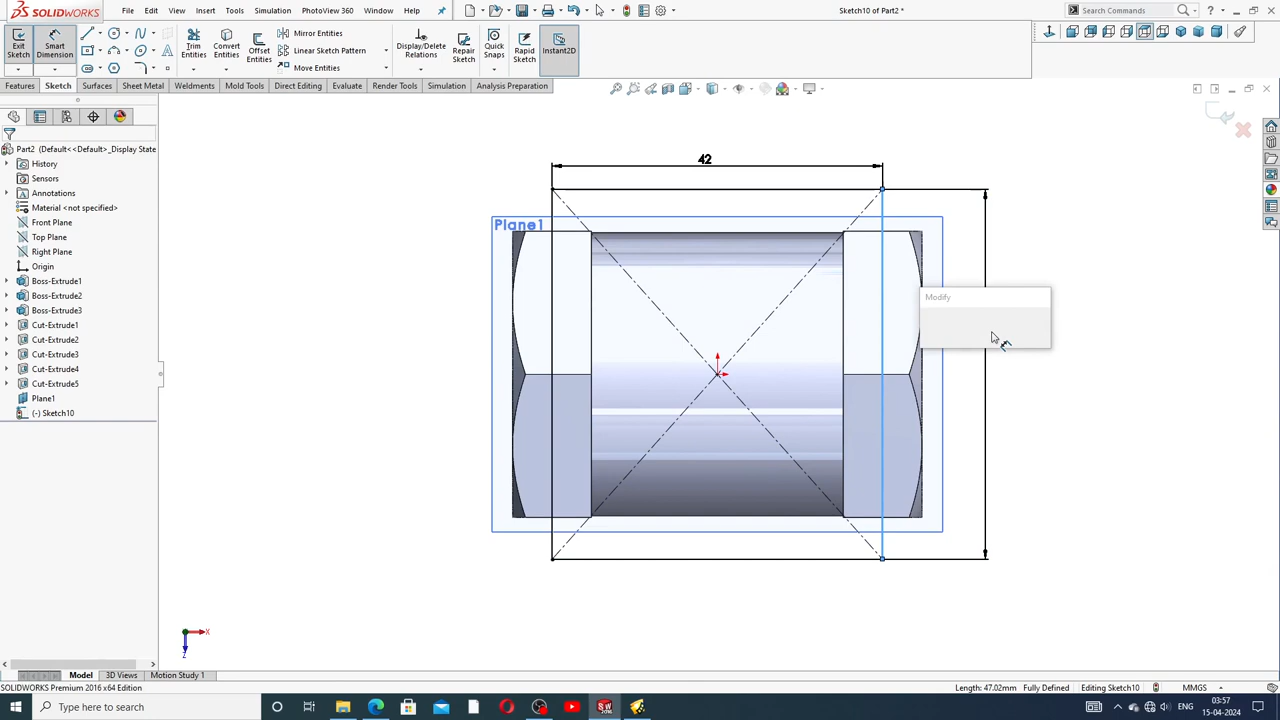 SOLIDWORKS
File Edit View Insert Tools Simulation PhotoView 360 Window Help
Sketch10 of Part2 *
Search Commands
Exit Sketch
Smart Dimension
Trim Entities
Convert Entities
Offset Entities
Mirror Entities
Linear Sketch Pattern
Move Entities
Display/Delete Relations
Repair Sketch
Quick Snaps
Rapid Sketch
Instant2D
Features Sketch Surfaces Sheet Metal Weldments Mold Tools Direct Editing Evaluate Render Tools Simulation Analysis Preparation
Part2 (Default<<Default>_Display State
History
Sensors
Annotations
Material <not specified>
Front Plane
Top Plane
Right Plane
Origin
Boss-Extrude1
Boss-Extrude2
Boss-Extrude3
Cut-Extrude1
Cut-Extrude2
Cut-Extrude3
Cut-Extrude4
Cut-Extrude5
Plane1
(-) Sketch10
42
Plane1
Modify
X
Z
Model 3D Views Motion Study 1
SOLIDWORKS Premium 2016 x64 Edition
Length: 47.02mm Fully Defined Editing Sketch10 MMGS
Type here to search
ENG
03:57
15-04-2024